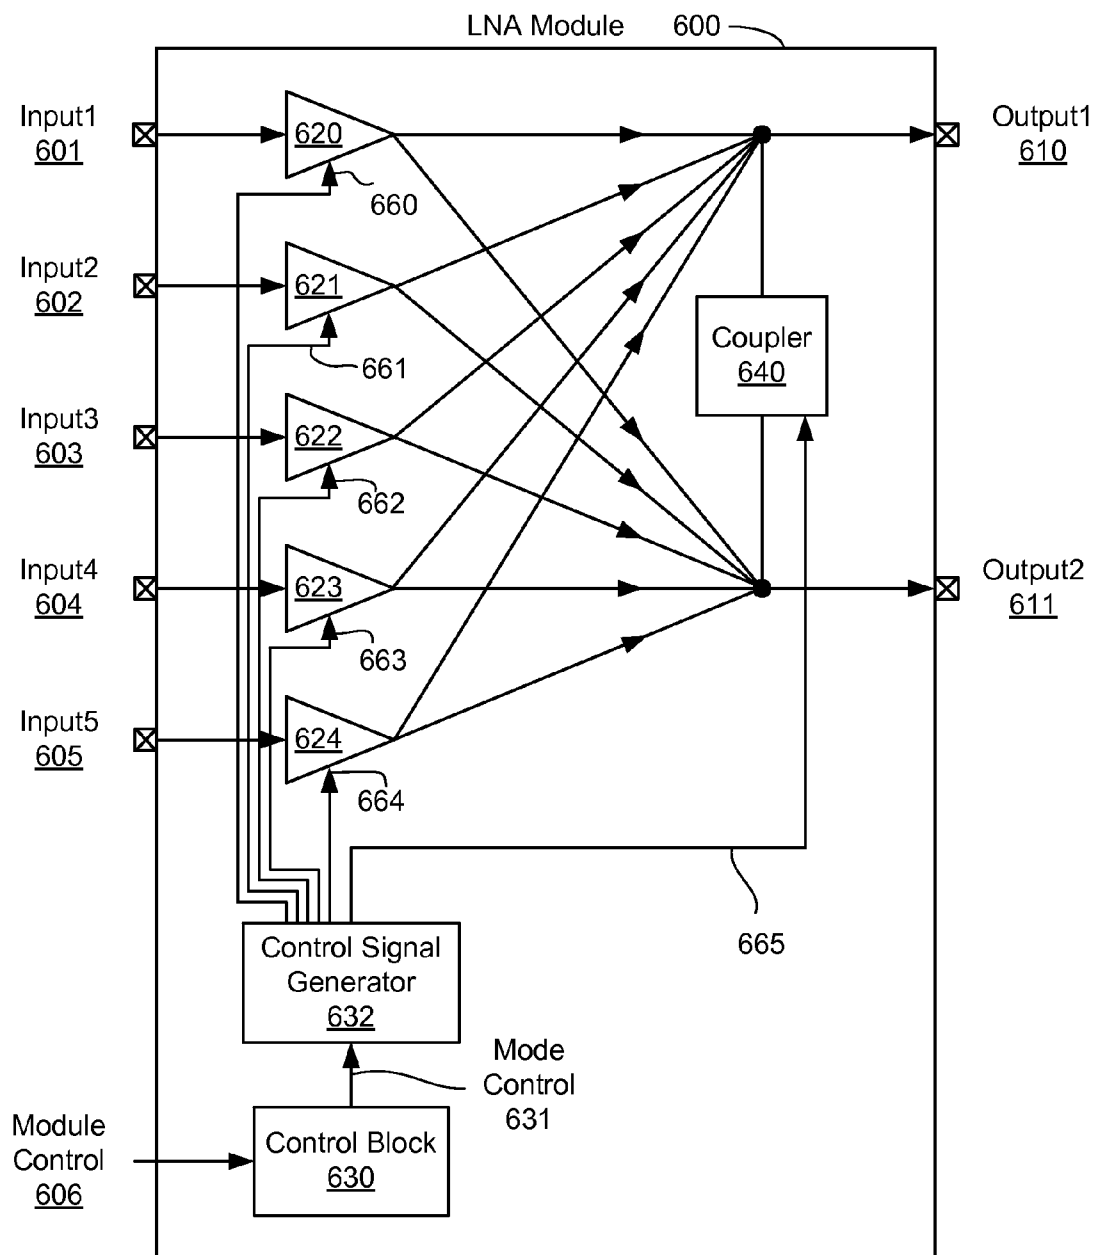 LNA Module 600
Input1
601
620
660
Output1
610
Input2
602
621
661
Coupler
640
Input3
603
622
662
Input4
604
623
663
Output2
611
Input5
605
624
664
665
Control Signal
Generator
632
Mode
Control
631
Module
Control
606
Control Block
630